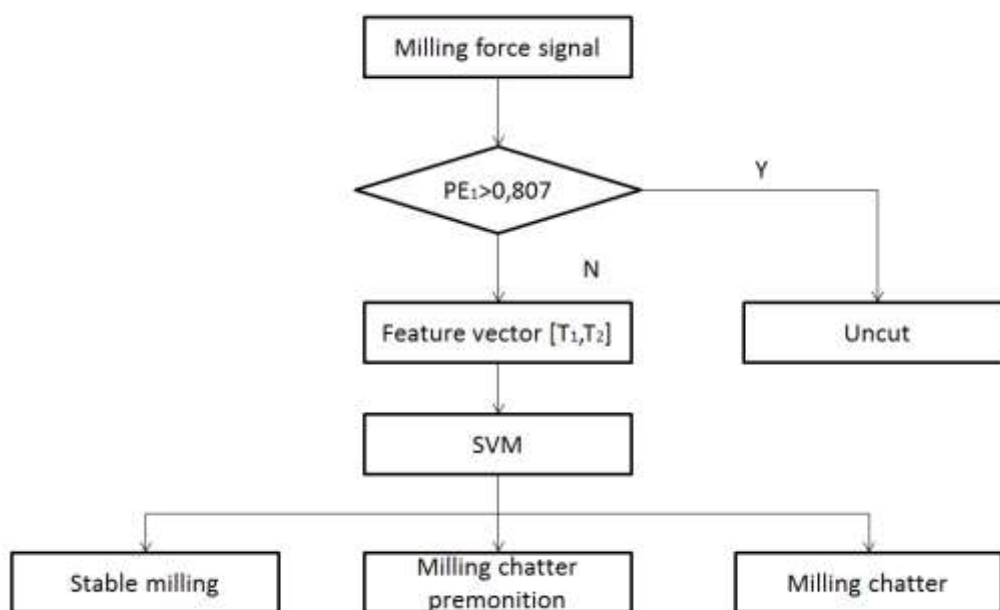 Milling force signal
PE₁>0,807
Y
N
Feature vector [T₁,T₂]
Uncut
SVM
Stable milling
Milling chatter
premonition
Milling chatter